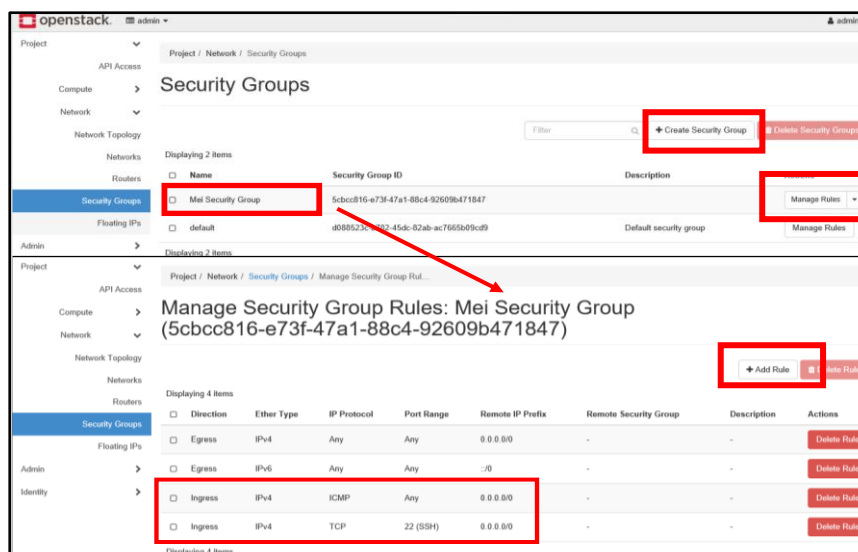 openstack. admin admin
Project
API Access
Compute
Network
Network Topology
Networks
Routers
Security Groups
Floating IPs
Admin
Project / Network / Security Groups
Security Groups
Filter + Create Security Group Delete Security Groups
Displaying 2 items
Name Security Group ID Description
Mei Security Group 5cbcc816-e73f-47a1-88c4-92609b471847 Manage Rules
default 45dc-82ab-ac7665b09cd9 Default security group Manage Rules
Displaying 2 items
Project
API Access
Compute
Network
Network Topology
Networks
Routers
Security Groups
Floating IPs
Admin
Identity
Project / Network / Security Groups / Manage Security Group Rul...
Manage Security Group Rules: Mei Security Group
(5cbcc816-e73f-47a1-88c4-92609b471847)
+ Add Rule Delete Rule
Displaying 4 items
Direction Ether Type IP Protocol Port Range Remote IP Prefix Remote Security Group Description Actions
Egress IPv4 Any Any 0.0.0.0/0 - - Delete Rule
Egress IPv6 Any Any ::/0 - - Delete Rule
Ingress IPv4 ICMP Any 0.0.0.0/0 - - Delete Rule
Ingress IPv4 TCP 22 (SSH) 0.0.0.0/0 - - Delete Rule
Displaying 4 items